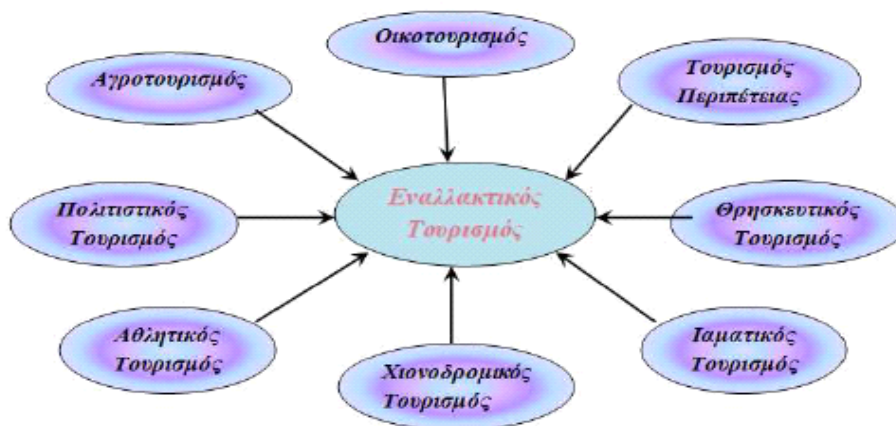 Οικοτουρισμός
Αγροτουρισμός
Τουρισμός
Περιπέτειας
Εναλλακτικός
Τουρισμός
Πολιτιστικός
Τουρισμός
Θρησκευτικός
Τουρισμός
Αθλητικός
Τουρισμός
Χιονοδρομικός
Τουρισμός
Ιαματικός
Τουρισμός